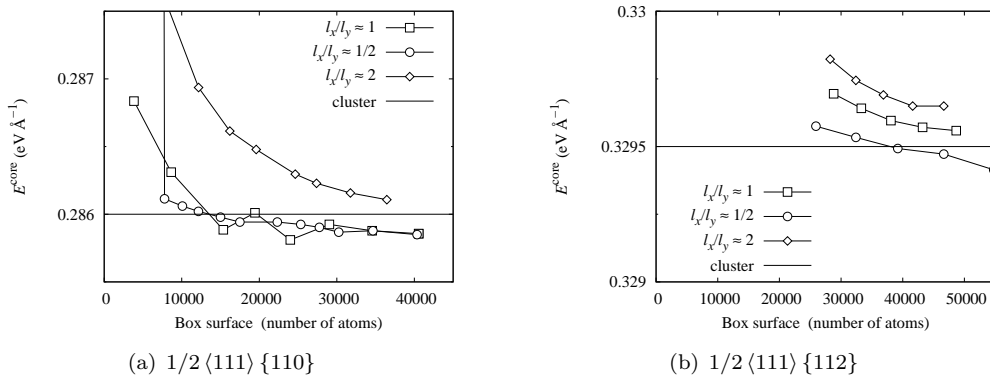 0.287
0.286
E^core (eV Å⁻¹)
l_x/l_y ≈ 1
l_x/l_y ≈ 1/2
l_x/l_y ≈ 2
cluster
0 10000 20000 30000 40000
Box surface (number of atoms)
(a) 1/2 ⟨111⟩ {110}
0.33
0.3295
0.329
E^core (eV Å⁻¹)
l_x/l_y ≈ 1
l_x/l_y ≈ 1/2
l_x/l_y ≈ 2
cluster
0 10000 20000 30000 40000 50000
Box surface (number of atoms)
(b) 1/2 ⟨111⟩ {112}